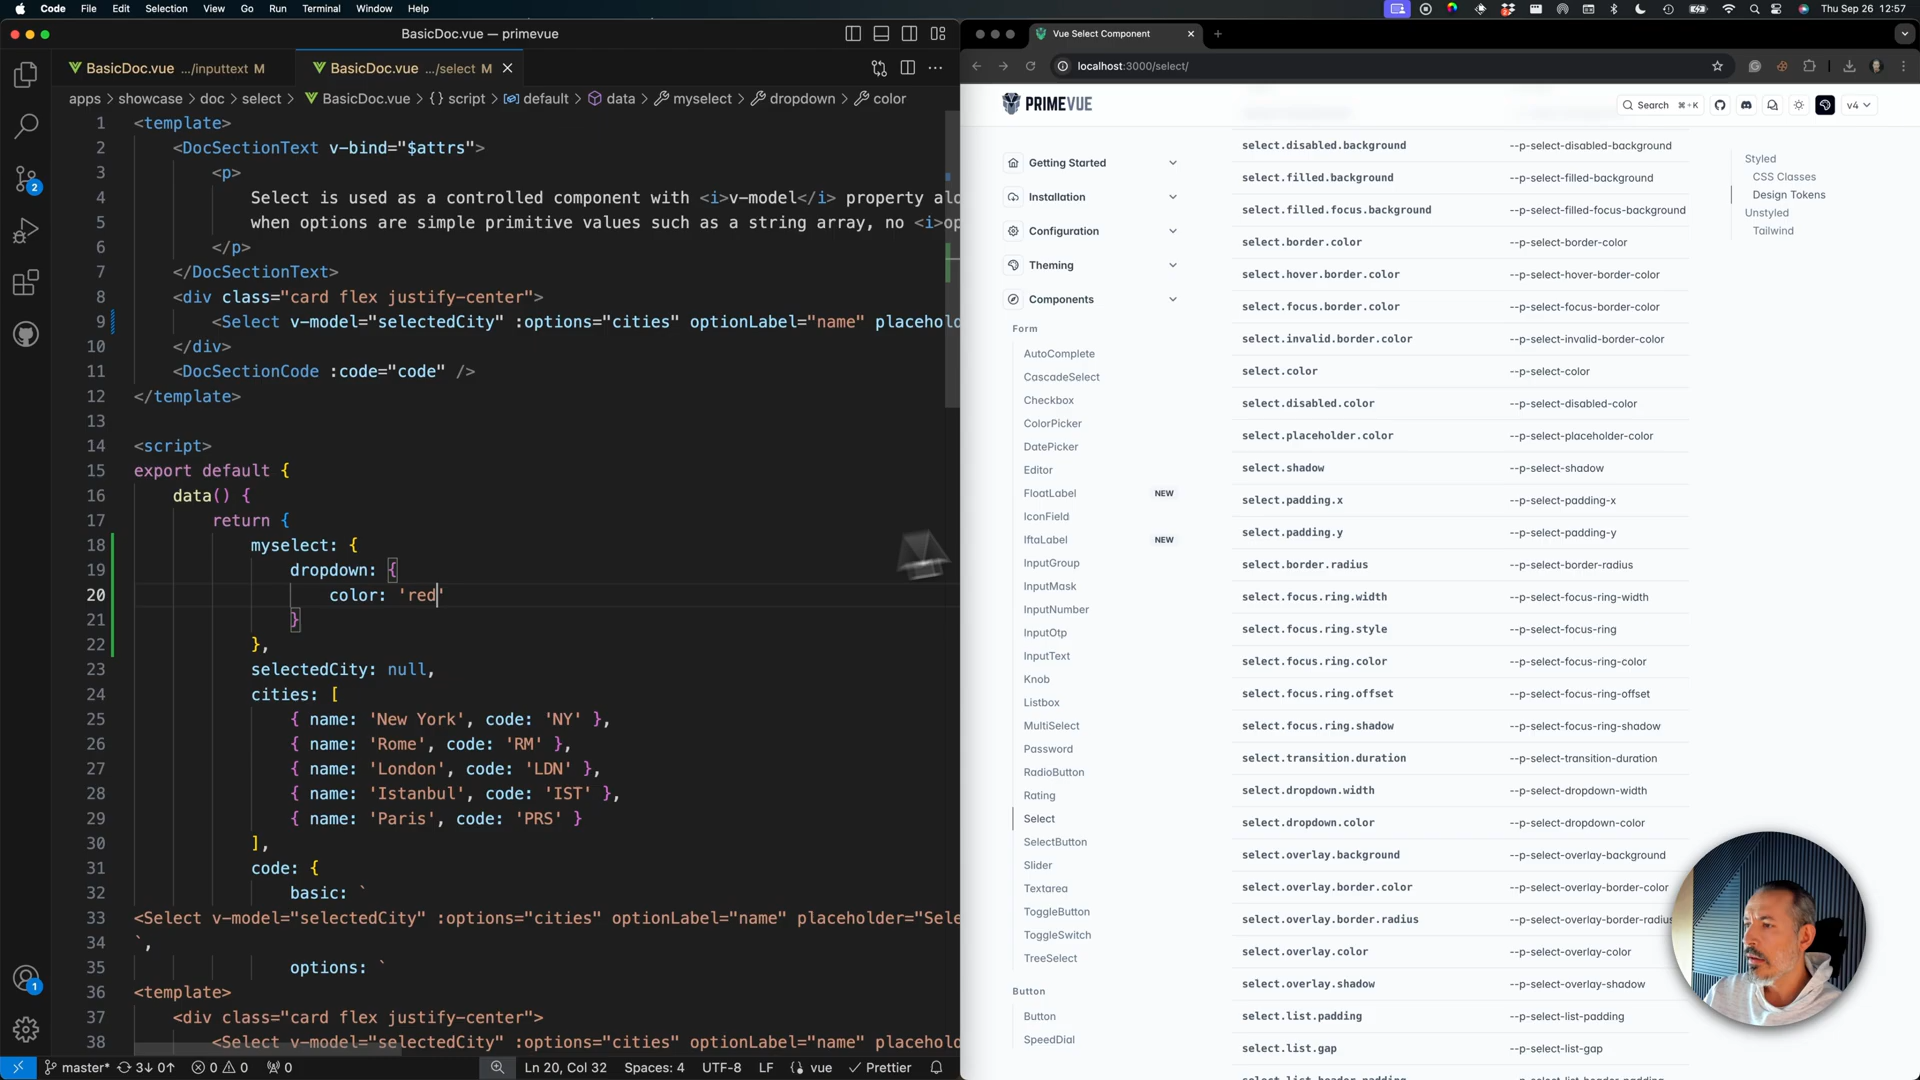 Code File Edit Selection View Go Run Terminal Window Help
Thu Sep 26 12:57
BasicDoc.vue — primevue
BasicDoc.vue .../inputtext M
BasicDoc.vue .../select M
apps > showcase > doc > select > BasicDoc.vue > {} script > default > data > myselect > dropdown > color
1 <template>
2 <DocSectionText v-bind="$attrs">
3 <p>
4 Select is used as a controlled component with <i>v-model</i> property alo
5 when options are simple primitive values such as a string array, no <i>op
6 </p>
7 </DocSectionText>
8 <div class="card flex justify-center">
9 <Select v-model="selectedCity" :options="cities" optionLabel="name" placehold
10 </div>
11 <DocSectionCode :code="code" />
12 </template>
13
14 <script>
15 export default {
16 data() {
17 return {
18 myselect: {
19 dropdown: {
20 color: 'red'
21 }
22 },
23 selectedCity: null,
24 cities: [
25 { name: 'New York', code: 'NY' },
26 { name: 'Rome', code: 'RM' },
27 { name: 'London', code: 'LDN' },
28 { name: 'Istanbul', code: 'IST' },
29 { name: 'Paris', code: 'PRS' }
30 ],
31 code: {
32 basic: `
33 <Select v-model="selectedCity" :options="cities" optionLabel="name" placeholder="Sele
34 `,
35 options: `
36 <template>
37 <div class="card flex justify-center">
38 <Select v-model="selectedCity" :options="cities" optionLabel="name" placehold
2
1
master* 3↓ 0↑ 0 0 0
Ln 20, Col 32 Spaces: 4 UTF-8 LF {} vue Prettier
Vue Select Component
localhost:3000/select/
PRIMEVUE
Search ⌘+K
v4
Getting Started
Installation
Configuration
Theming
Components
Form
AutoComplete
CascadeSelect
Checkbox
ColorPicker
DatePicker
Editor
FloatLabel NEW
IconField
IftaLabel NEW
InputGroup
InputMask
InputNumber
InputOtp
InputText
Knob
Listbox
MultiSelect
Password
RadioButton
Rating
Select
SelectButton
Slider
Textarea
ToggleButton
ToggleSwitch
TreeSelect
Button
Button
SpeedDial
select.disabled.background --p-select-disabled-background
select.filled.background --p-select-filled-background
select.filled.focus.background --p-select-filled-focus-background
select.border.color --p-select-border-color
select.hover.border.color --p-select-hover-border-color
select.focus.border.color --p-select-focus-border-color
select.invalid.border.color --p-select-invalid-border-color
select.color --p-select-color
select.disabled.color --p-select-disabled-color
select.placeholder.color --p-select-placeholder-color
select.shadow --p-select-shadow
select.padding.x --p-select-padding-x
select.padding.y --p-select-padding-y
select.border.radius --p-select-border-radius
select.focus.ring.width --p-select-focus-ring-width
select.focus.ring.style --p-select-focus-ring
select.focus.ring.color --p-select-focus-ring-color
select.focus.ring.offset --p-select-focus-ring-offset
select.focus.ring.shadow --p-select-focus-ring-shadow
select.transition.duration --p-select-transition-duration
select.dropdown.width --p-select-dropdown-width
select.dropdown.color --p-select-dropdown-color
select.overlay.background --p-select-overlay-background
select.overlay.border.color --p-select-overlay-border-color
select.overlay.border.radius --p-select-overlay-border-radius
select.overlay.color --p-select-overlay-color
select.overlay.shadow --p-select-overlay-shadow
select.list.padding --p-select-list-padding
select.list.gap --p-select-list-gap
Styled
CSS Classes
Design Tokens
Unstyled
Tailwind